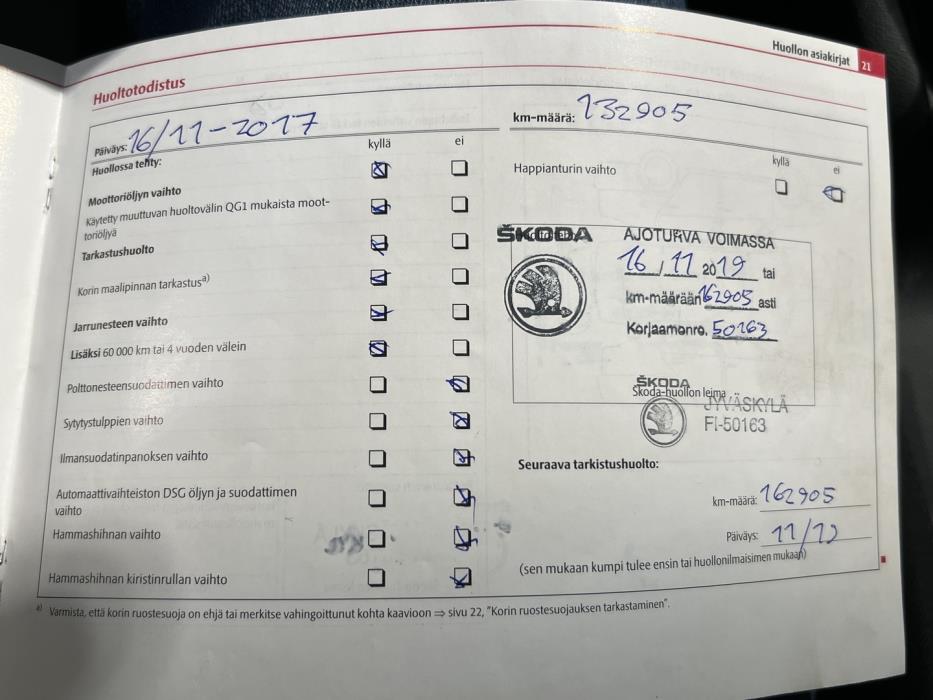 Huollon asiakirjat 21
Huoltotodistus
Päiväys: 16/11-2017
km-määrä: 132905
Huollossa tehty:
kyllä ei
Moottoriöljyn vaihto
Käytetty muuttuvan huoltovälin QG1 mukaista moot-
toriöljyä
Tarkastushuolto
Korin maalipinnan tarkastus a)
Jarrunesteen vaihto
Lisäksi 60 000 km tai 4 vuoden välein
Polttonesteensuodattimen vaihto
Sytytystulppien vaihto
Ilmansuodatinpanoksen vaihto
Automaattivaihteiston DSG öljyn ja suodattimen
vaihto
Hammashihnan vaihto
Hammashihnan kiristinrullan vaihto
kyllä ei
Happianturin vaihto
ŠKODA
AJOTURVA VOIMASSA
16 / 11 2019 tai
km-määrään 162905 asti
Korjaamonro. 50163
ŠKODA
Škoda-huollon leima
JYVÄSKYLÄ
FI-50163
Seuraava tarkistushuolto:
km-määrä: 162905
Päiväys: 11/
(sen mukaan kumpi tulee ensin tai huollonilmaisimen mukaan)
a) Varmista, että korin ruostesuoja on ehjä tai merkitse vahingoittunut kohta kaavioon ⇒ sivu 22, "Korin ruostesuojauksen tarkastaminen".